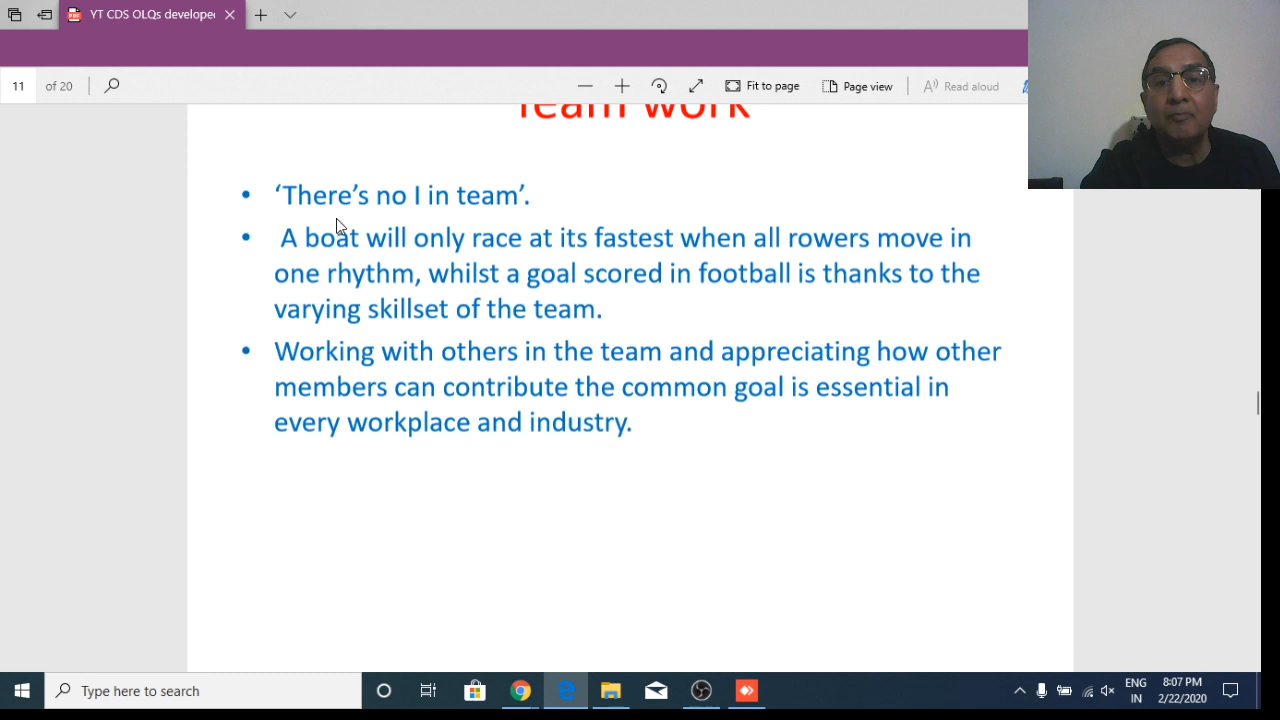 YT CDS OLQs develope
11 of 20 Fit to page Page view Read aloud
Team work
• ‘There’s no I in team’.
• A boat will only race at its fastest when all rowers move in
one rhythm, whilst a goal scored in football is thanks to the
varying skillset of the team.
• Working with others in the team and appreciating how other
members can contribute the common goal is essential in
every workplace and industry.
Type here to search
ENG
IN
8:07 PM
2/22/2020